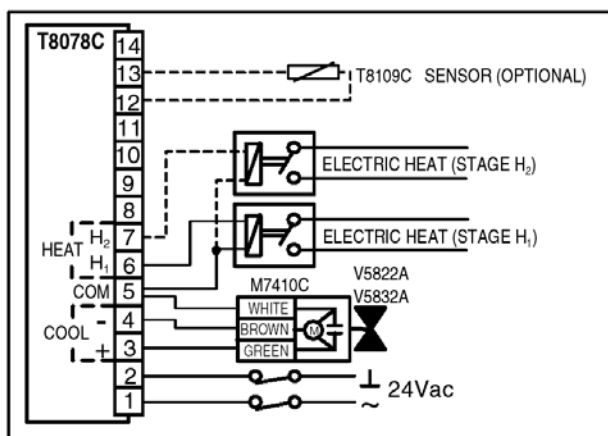 T8078C
14
13
T8109C SENSOR (OPTIONAL)
12
11
10
ELECTRIC HEAT (STAGE H₂)
9
8
H₂ 7
ELECTRIC HEAT (STAGE H₁)
HEAT
H₁ 6
COM 5
M7410C
V5822A
V5832A
WHITE
- 4
BROWN
M
COOL
+ 3
GREEN
2
24Vac
1
~